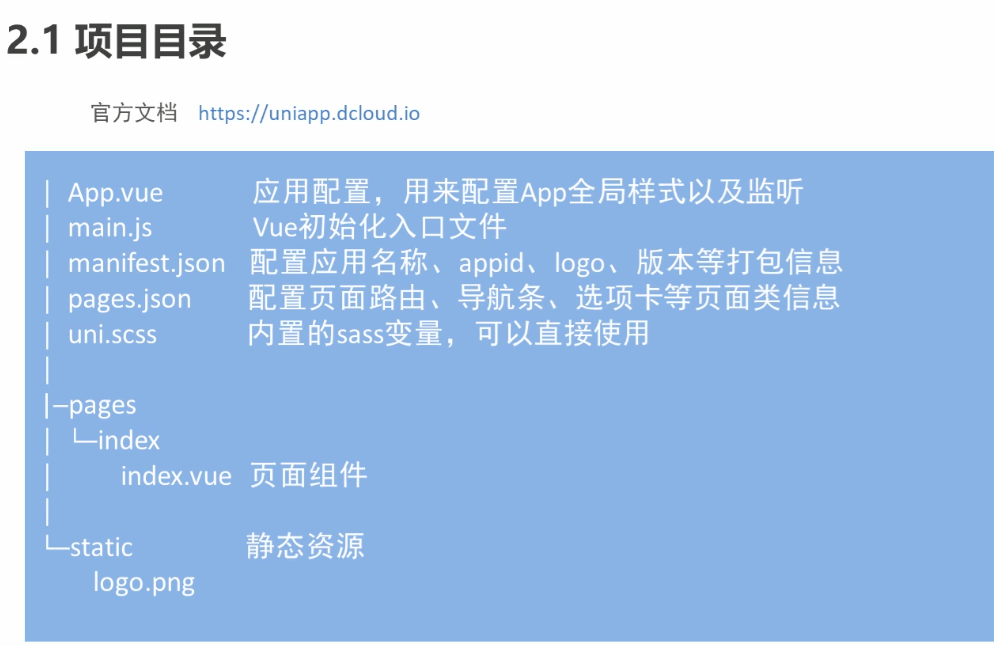 2.1 项目目录
官方文档 https://uniapp.dcloud.io
│ App.vue 应用配置，用来配置App全局样式以及监听
│ main.js Vue初始化入口文件
│ manifest.json 配置应用名称、appid、logo、版本等打包信息
│ pages.json 配置页面路由、导航条、选项卡等页面类信息
│ uni.scss 内置的sass变量，可以直接使用
│
├─pages
│ └─index
│ index.vue 页面组件
│
└─static 静态资源
logo.png